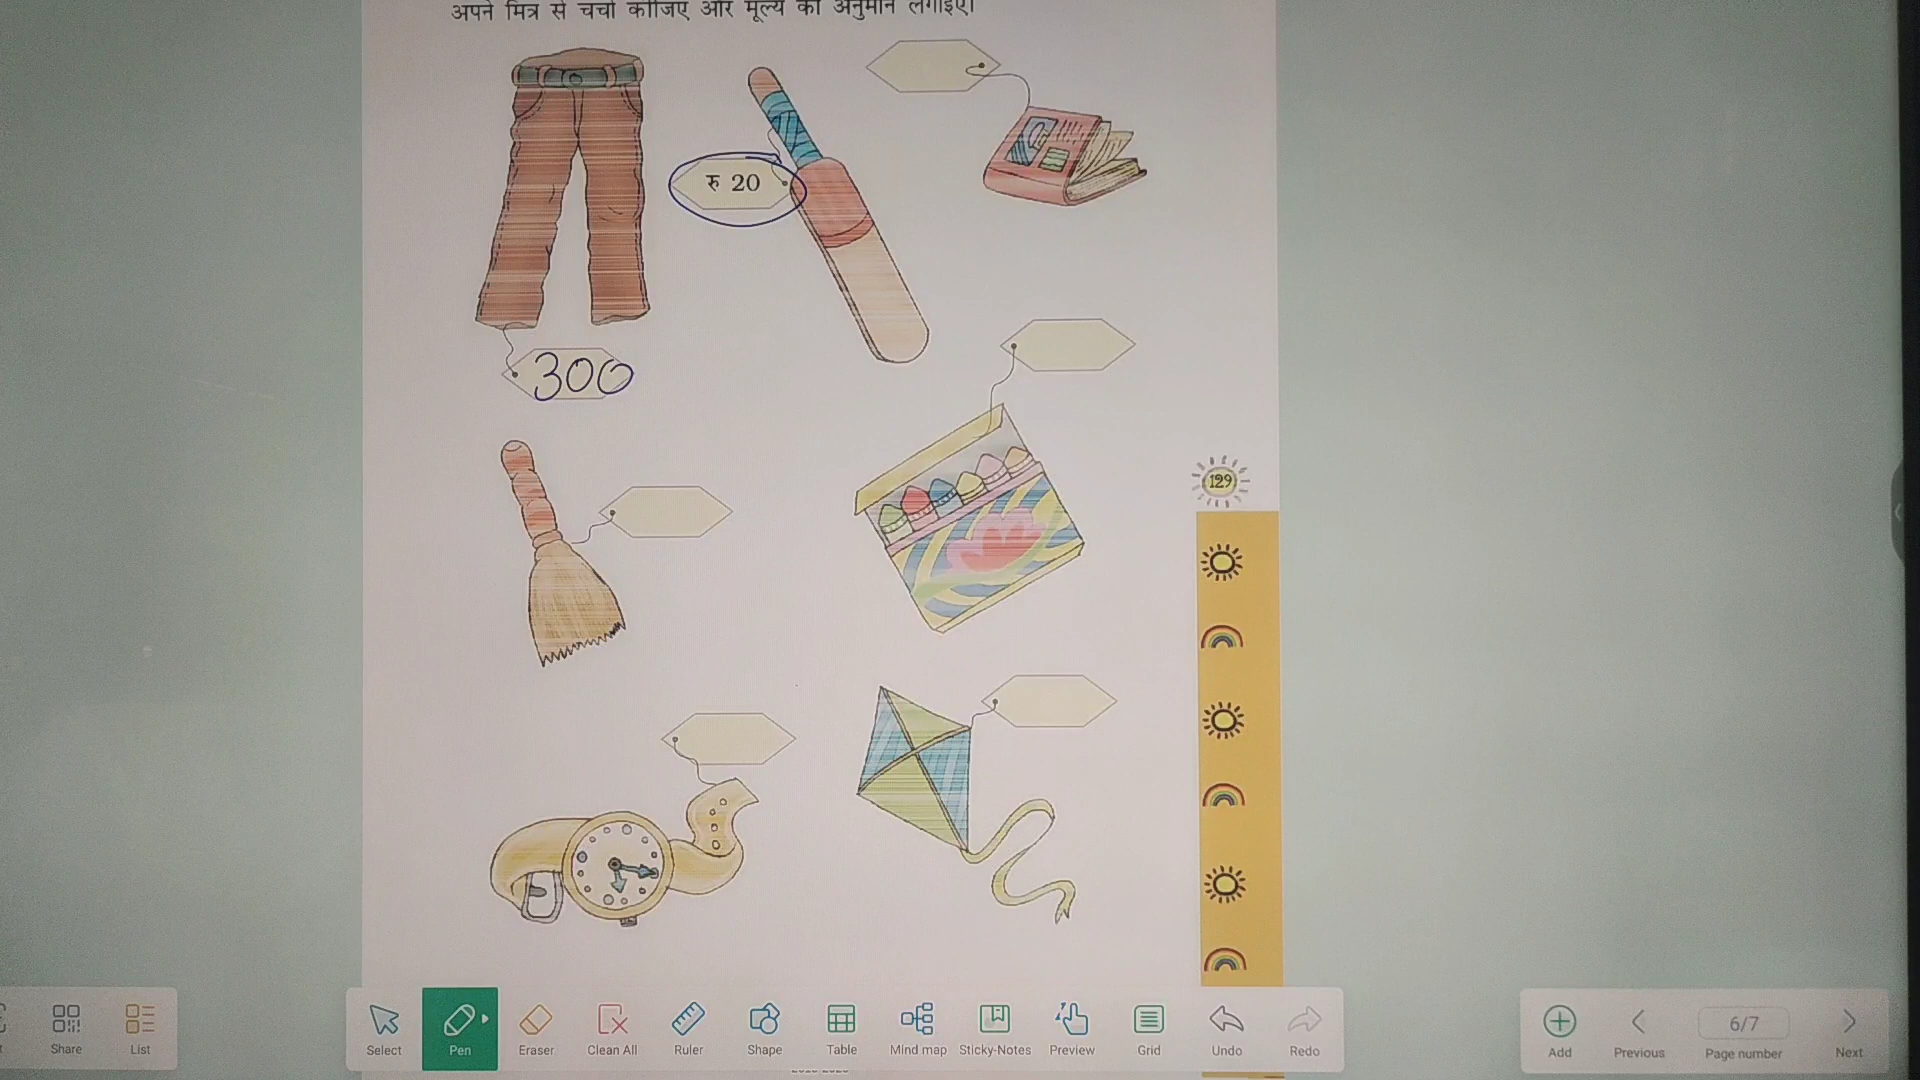 अपने मित्र से चर्चा कीजिए और मूल्य का अनुमान लगाइए।
रु 20
300
129
Share
List
Select
Pen
Eraser
Clean All
Ruler
Shape
Table
Mind map
Sticky-Notes
Preview
Grid
Undo
Redo
Add
Previous
6/7
Page number
Next